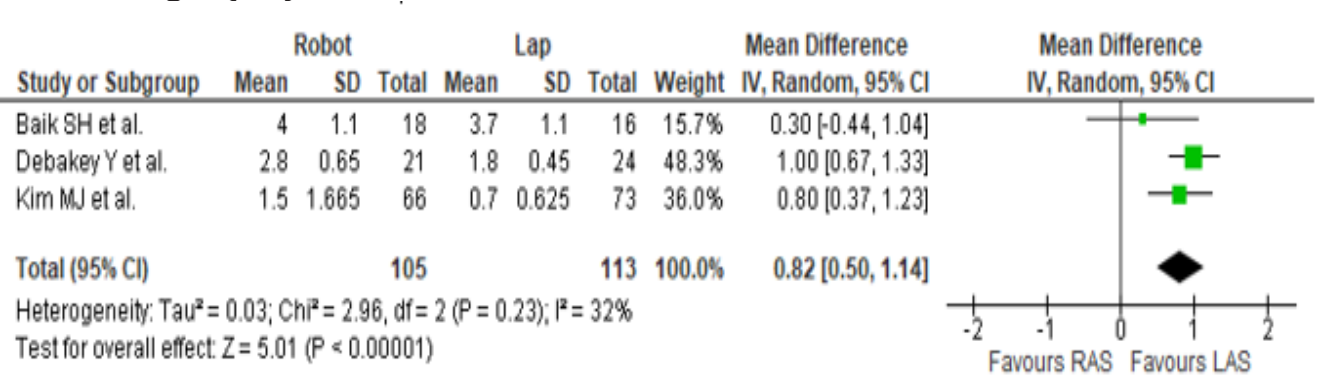 Robot Lap Mean Difference Mean Difference
Study or Subgroup Mean SD Total Mean SD Total Weight IV, Random, 95% CI IV, Random, 95% CI
Baik SH et al. 4 1.1 18 3.7 1.1 16 15.7% 0.30 [-0.44, 1.04]
Debakey Y et al. 2.8 0.65 21 1.8 0.45 24 48.3% 1.00 [0.67, 1.33]
Kim MJ et al. 1.5 1.665 66 0.7 0.625 73 36.0% 0.80 [0.37, 1.23]
Total (95% CI) 105 113 100.0% 0.82 [0.50, 1.14]
Heterogeneity: Tau² = 0.03; Chi² = 2.96, df = 2 (P = 0.23); I² = 32%
Test for overall effect: Z = 5.01 (P < 0.00001)
-2 -1 0 1 2
Favours RAS Favours LAS